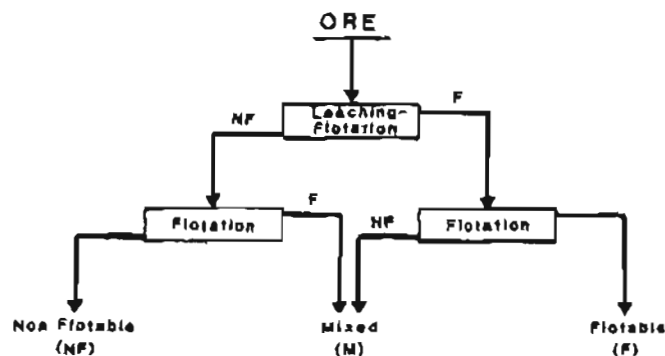 ORE
F
Leaching-
NF
Flotation
F
Flotation
NF
Flotation
Non Flotable
Mixed
Flotable
(NF)
(M)
(F)